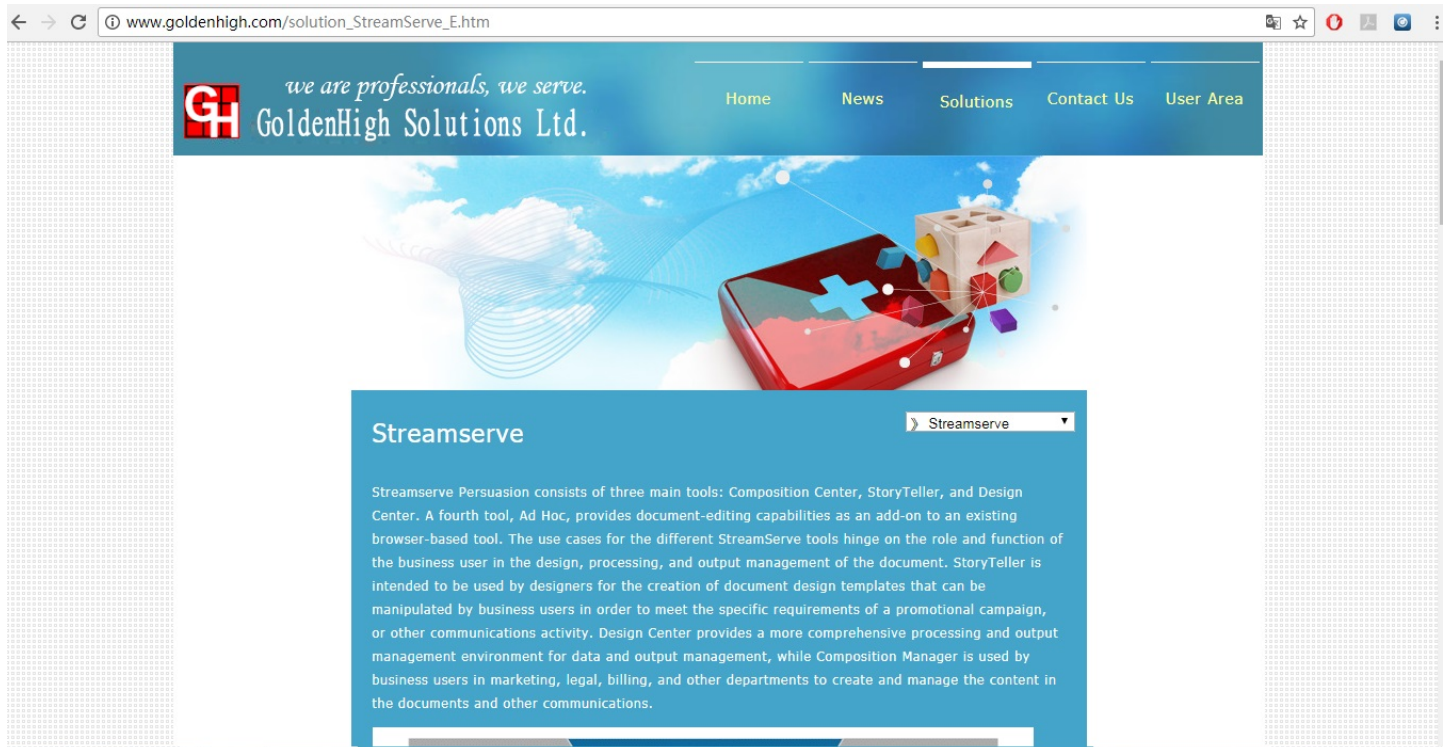 www.goldenhigh.com/solution_StreamServe_E.htm
we are professionals, we serve.
GH
GoldenHigh Solutions Ltd.
Home News Solutions Contact Us User Area
Streamserve
》 Streamserve
Streamserve Persuasion consists of three main tools: Composition Center, StoryTeller, and Design
Center. A fourth tool, Ad Hoc, provides document-editing capabilities as an add-on to an existing
browser-based tool. The use cases for the different StreamServe tools hinge on the role and function of
the business user in the design, processing, and output management of the document. StoryTeller is
intended to be used by designers for the creation of document design templates that can be
manipulated by business users in order to meet the specific requirements of a promotional campaign,
or other communications activity. Design Center provides a more comprehensive processing and output
management environment for data and output management, while Composition Manager is used by
business users in marketing, legal, billing, and other departments to create and manage the content in
the documents and other communications.